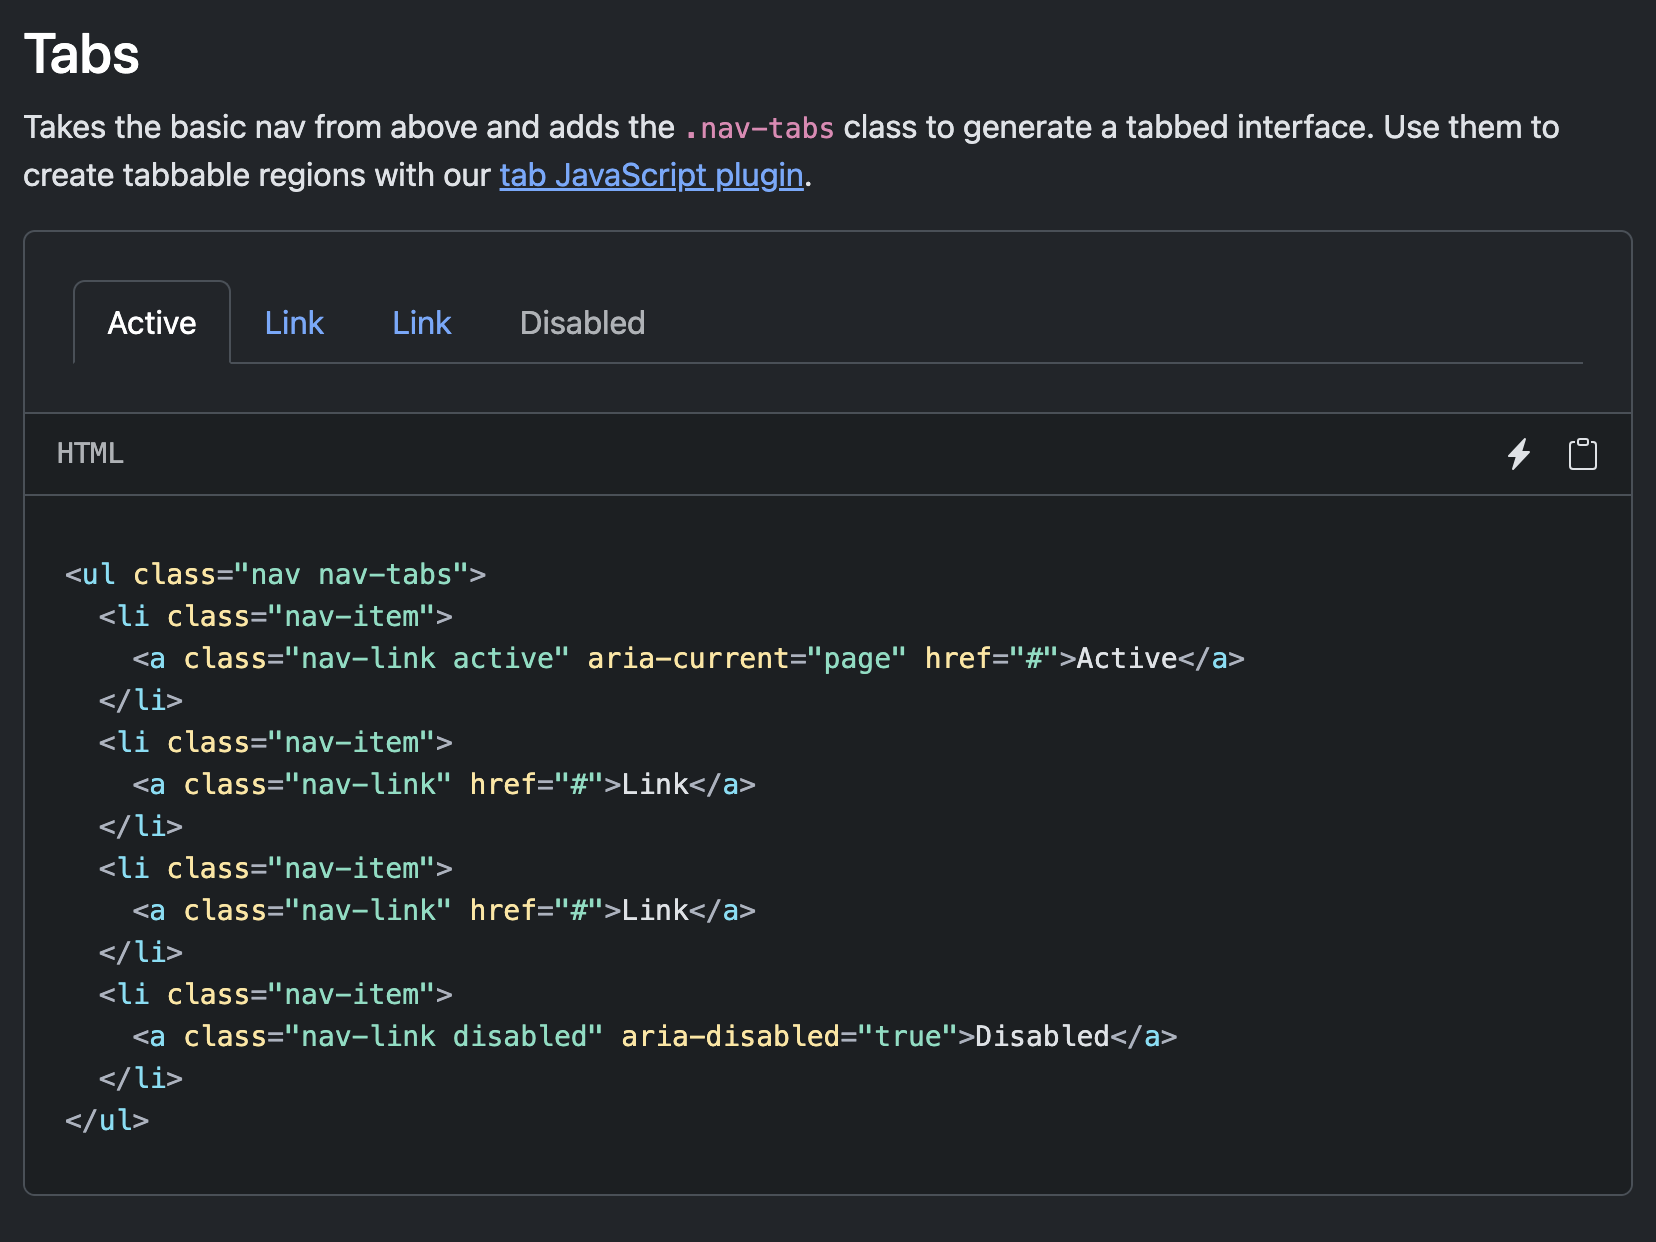 Tabs
Takes the basic nav from above and adds the .nav-tabs class to generate a tabbed interface. Use them to
create tabbable regions with our tab JavaScript plugin.
Active Link Link Disabled
HTML
<ul class="nav nav-tabs">
  <li class="nav-item">
    <a class="nav-link active" aria-current="page" href="#">Active</a>
  </li>
  <li class="nav-item">
    <a class="nav-link" href="#">Link</a>
  </li>
  <li class="nav-item">
    <a class="nav-link" href="#">Link</a>
  </li>
  <li class="nav-item">
    <a class="nav-link disabled" aria-disabled="true">Disabled</a>
  </li>
</ul>